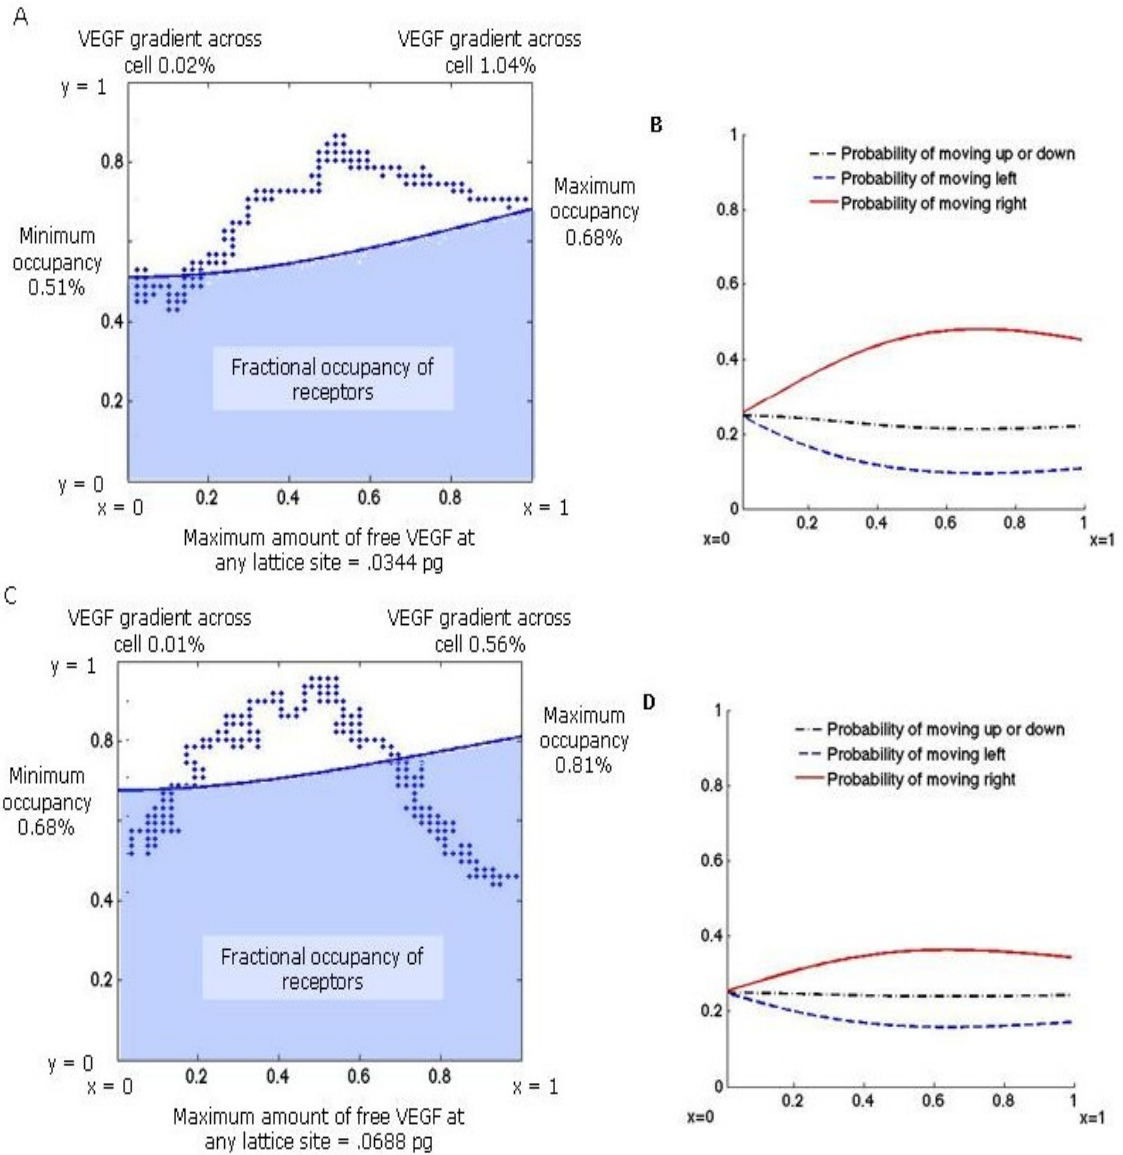 A
VEGF gradient across
cell 0.02%
VEGF gradient across
cell 1.04%
y = 1
0.8
Minimum
occupancy
0.51%
Maximum
occupancy
0.68%
0.4
Fractional occupancy of
receptors
0.2
y = 0
x = 0
0.2
0.4
0.6
0.8
x = 1
Maximum amount of free VEGF at
any lattice site = .0344 pg
B
1
0.8
0.6
0.4
0.2
0
Probability of moving up or down
Probability of moving left
Probability of moving right
x=0
0.2
0.4
0.6
0.8
1
x=1
C
VEGF gradient across
cell 0.01%
VEGF gradient across
cell 0.56%
y = 1
0.8
Minimum
occupancy
0.68%
Maximum
occupancy
0.81%
0.4
Fractional occupancy of
receptors
0.2
y = 0
x = 0
0.2
0.4
0.6
0.8
x = 1
Maximum amount of free VEGF at
any lattice site = .0688 pg
D
1
0.8
0.6
0.4
0.2
0
Probability of moving up or down
Probability of moving left
Probability of moving right
x=0
0.2
0.4
0.6
0.8
1
x=1